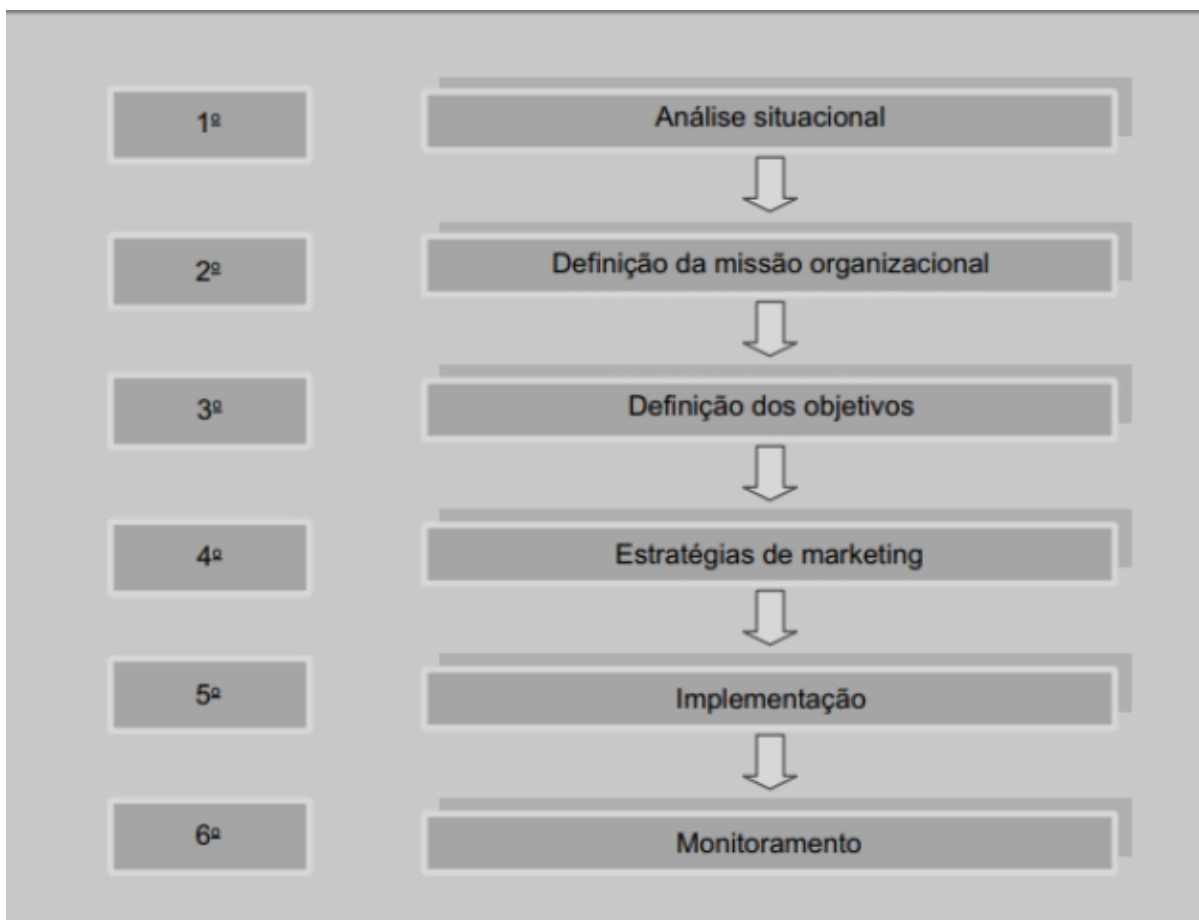 1º
Análise situacional
2º
Definição da missão organizacional
3º
Definição dos objetivos
4º
Estratégias de marketing
5º
Implementação
6º
Monitoramento